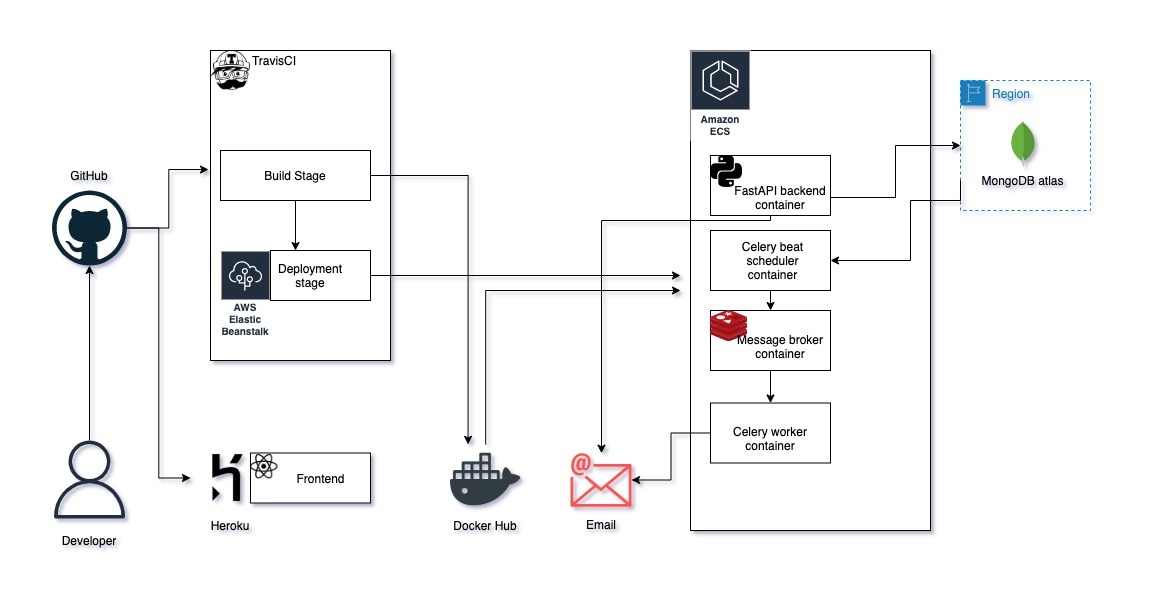 TravisCI
Amazon
ECS
Region
GitHub
Build Stage
FastAPI backend
container
MongoDB atlas
Celery beat
scheduler
container
Deployment
stage
AWS
Elastic
Beanstalk
Message broker
container
Celery worker
container
@
Frontend
Heroku
Docker Hub
Email
Developer